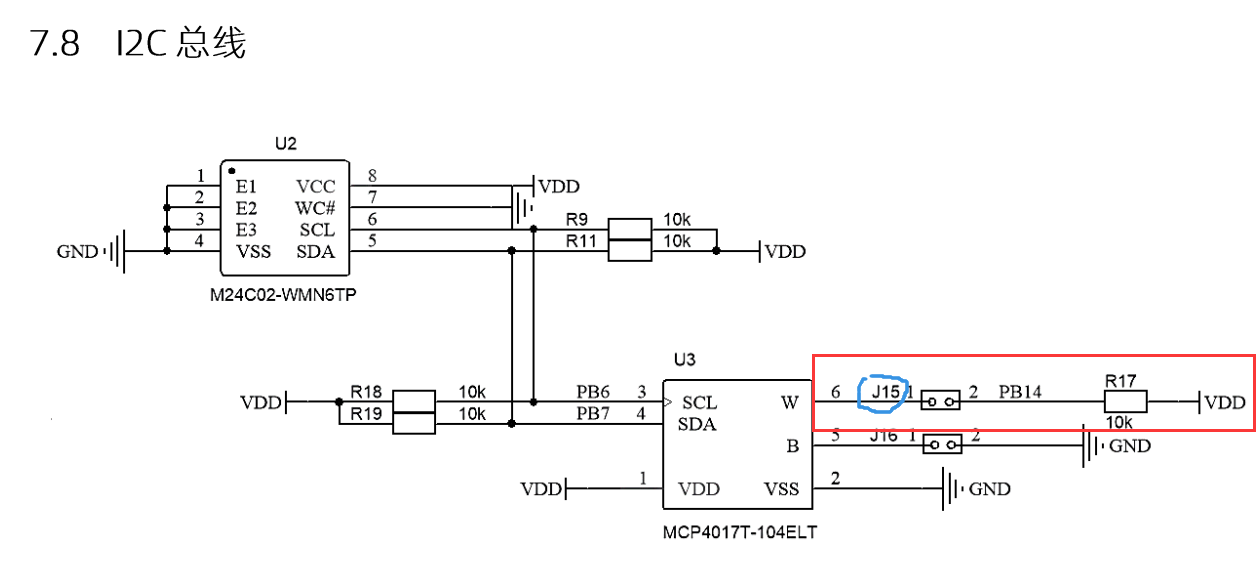 7.8 I2C 总线
U2
1 E1 VCC 8 VDD
2 E2 WC# 7
3 E3 SCL 6 R9 10k
GND 4 VSS SDA 5 R11 10k VDD
M24C02-WMN6TP
U3
VDD R18 10k PB6 3 SCL W 6 J15 1 2 PB14 R17 10k VDD
R19 10k PB7 4 SDA B 5 J16 1 2 GND
VDD 1 VDD VSS 2 GND
MCP4017T-104ELT